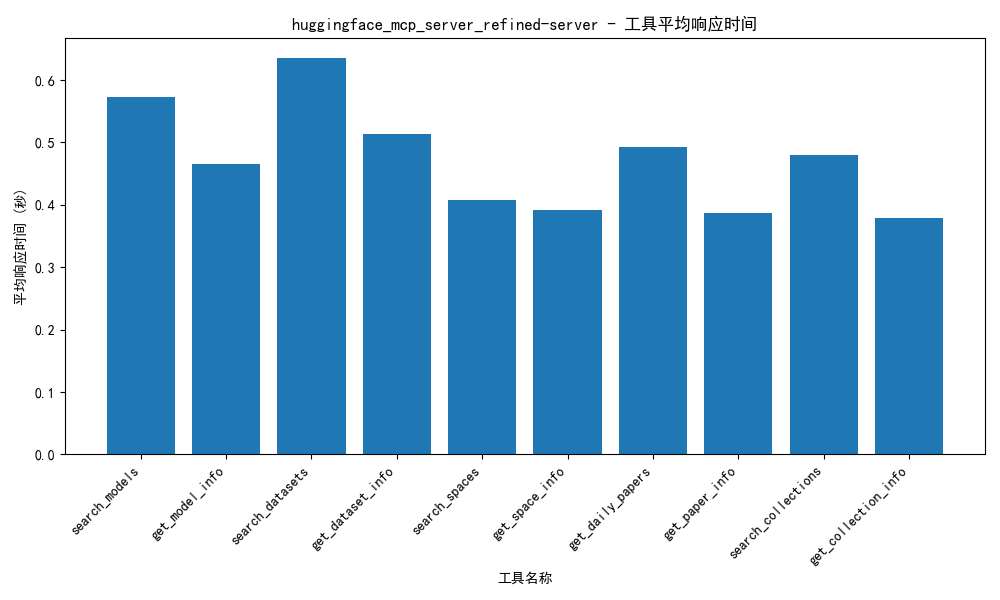 huggingface_mcp_server_refined-server - 工具平均响应时间
平均响应时间 (秒)
0.6
0.5
0.4
0.3
0.2
0.1
0.0
search_models
get_model_info
search_datasets
get_dataset_info
search_spaces
get_space_info
get_daily_papers
get_paper_info
search_collections
get_collection_info
工具名称